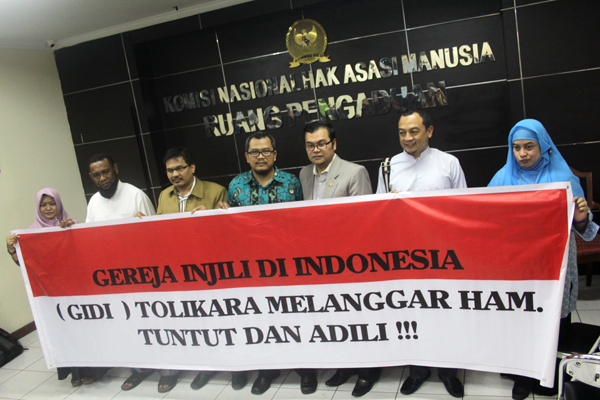 KOMISI NASIONAL HAK ASASI MANUSIA
RUANG PENGADUAN
GEREJA INJILI DI INDONESIA
( GIDI ) TOLIKARA MELANGGAR HAM.
TUNTUT DAN ADILI !!!